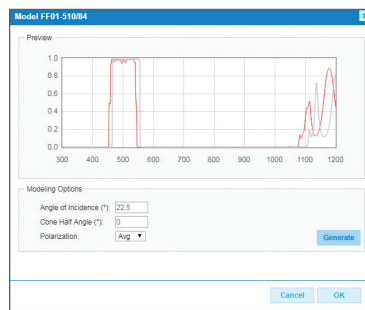 Model FF01-510/84
Preview
1.0
0.8
0.6
0.4
0.2
0.0
300 400 500 600 700 800 900 1000 1100 1200
Modeling Options
Angle of Incidence (°): 22.5
Cone Half Angle (°): 0
Polarization: Avg
Generate
Cancel OK